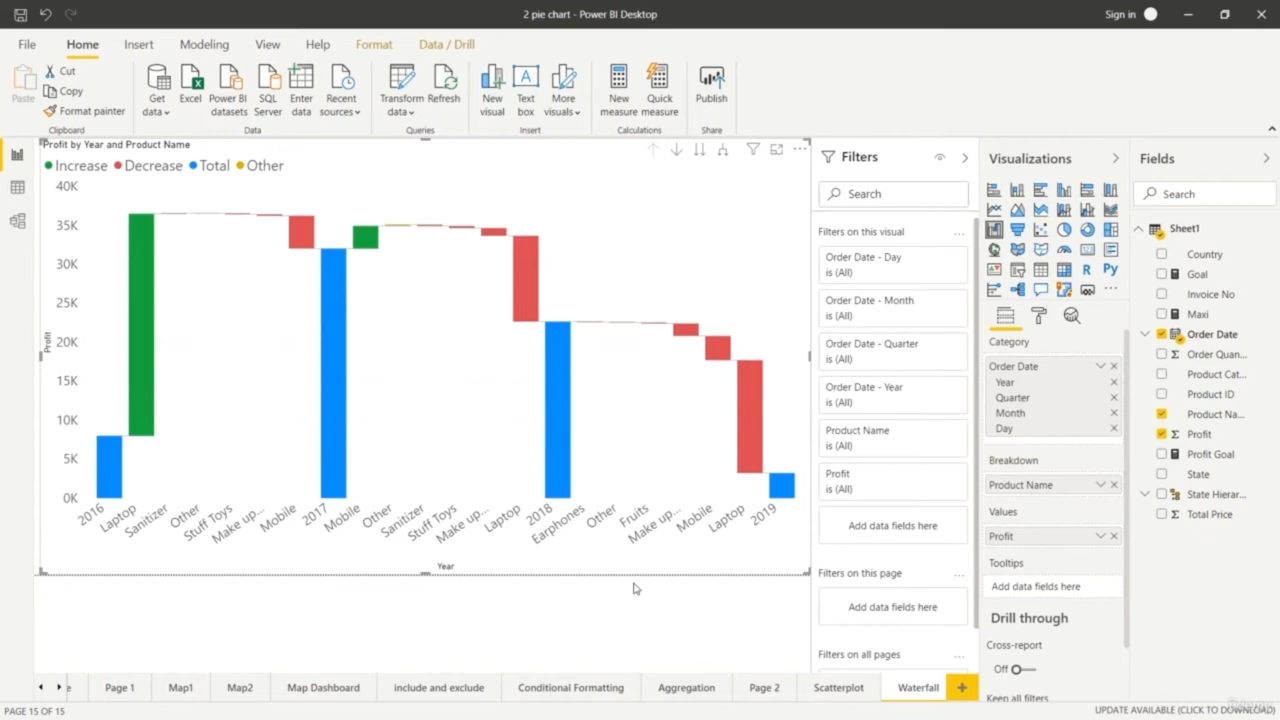 2 pie chart - Power BI Desktop
Sign in
File Home Insert Modeling View Help Format Data / Drill
Paste
Cut
Copy
Format painter
Clipboard
Get data
Excel
Power BI datasets
SQL Server
Enter data
Recent sources
Data
Transform data
Refresh
Queries
New visual
Text box
More visuals
Insert
New measure
Quick measure
Calculations
Publish
Share
Profit by Year and Product Name
Increase Decrease Total Other
40K
35K
30K
25K
20K
15K
10K
5K
0K
Profit
2016 Laptop Sanitizer Other Stuff Toys Make up... Mobile 2017 Mobile Other Sanitizer Stuff Toys Make up... Laptop 2018 Earphones Other Fruits Make up... Mobile Laptop 2019
Year
Filters
Search
Filters on this visual ...
Order Date - Day
is (All)
Order Date - Month
is (All)
Order Date - Quarter
is (All)
Order Date - Year
is (All)
Product Name
is (All)
Profit
is (All)
Add data fields here
Filters on this page ...
Add data fields here
Filters on all pages ...
Visualizations
R Py
...
Category
Order Date
Year
Quarter
Month
Day
Breakdown
Product Name
Values
Profit
Tooltips
Add data fields here
Drill through
Cross-report
Off
Keep all filters
Fields
Search
Sheet1
Country
Goal
Invoice No
Maxi
Order Date
Order Quan...
Product Cat...
Product ID
Product Na...
Profit
Profit Goal
State
State Hierar...
Total Price
Page 1 Map1 Map2 Map Dashboard include and exclude Conditional Formatting Aggregation Page 2 Scatterplot Waterfall +
PAGE 15 OF 15
UPDATE AVAILABLE (CLICK TO DOWNLOAD)